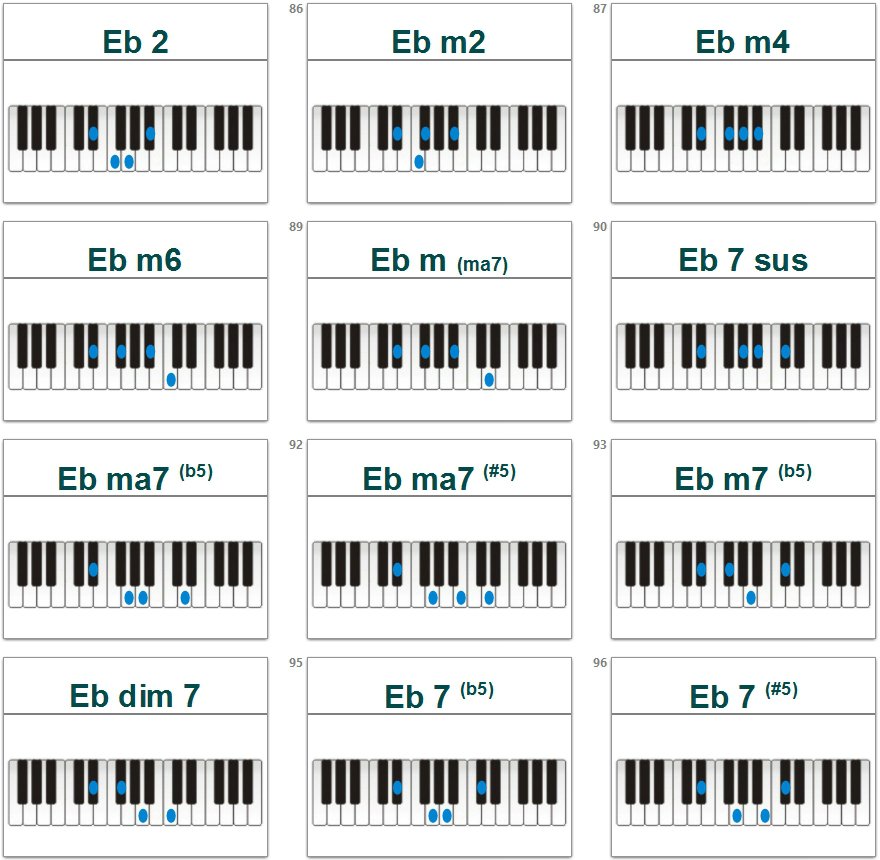 86
87
Eb 2
Eb m2
Eb m4
89
90
Eb m6
Eb m (ma7)
Eb 7 sus
92
93
Eb ma7 (b5)
Eb ma7 (#5)
Eb m7 (b5)
95
96
Eb dim 7
Eb 7 (b5)
Eb 7 (#5)